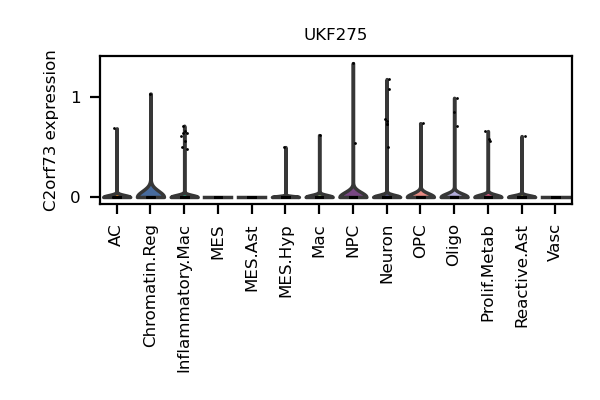 UKF275
C2orf73 expression
1
0
AC
Chromatin.Reg
Inflammatory.Mac
MES
MES.Ast
MES.Hyp
Mac
NPC
Neuron
OPC
Oligo
Prolif.Metab
Reactive.Ast
Vasc